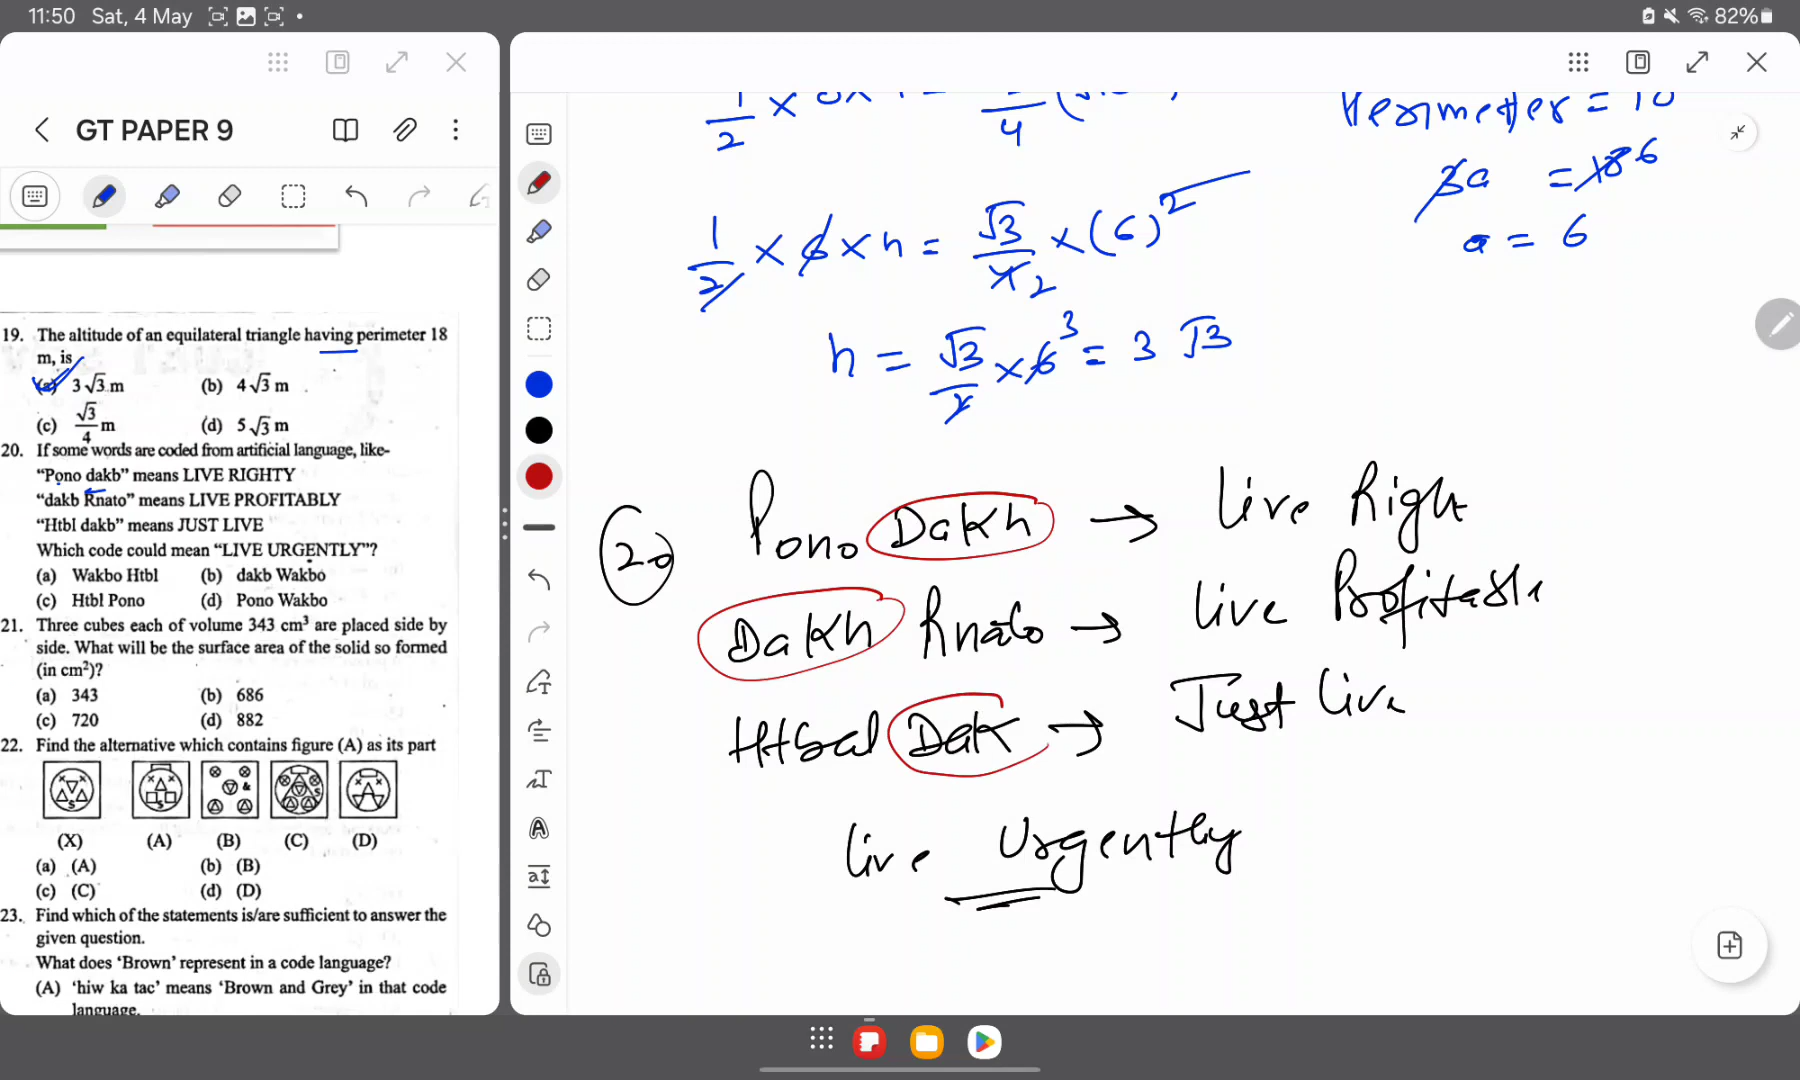 11:50 Sat, 4 May
82%
GT PAPER 9
19. The altitude of an equilateral triangle having perimeter 18
m, is
(a) 3√3 m (b) 4√3 m
(c) √3/4 m (d) 5√3 m
20. If some words are coded from artificial language, like-
“Pono dakb” means LIVE RIGHTY
“dakb Rnato” means LIVE PROFITABLY
“Htbl dakb” means JUST LIVE
Which code could mean “LIVE URGENTLY”?
(a) Wakbo Htbl (b) dakb Wakbo
(c) Htbl Pono (d) Pono Wakbo
21. Three cubes each of volume 343 cm³ are placed side by
side. What will be the surface area of the solid so formed
(in cm²)?
(a) 343 (b) 686
(c) 720 (d) 882
22. Find the alternative which contains figure (A) as its part
(X) (A) (B) (C) (D)
(a) (A) (b) (B)
(c) (C) (d) (D)
23. Find which of the statements is/are sufficient to answer the
given question.
What does ‘Brown’ represent in a code language?
(A) ‘hiw ka tac’ means ‘Brown and Grey’ in that code
language.
Perimeter = 18
3a = 18 6
a = 6
1/2 × 6 × h = √3/4 2 × (6)²
h = √3/2 × 6 3 = 3 √3
20 Pono Dakh → live Right
Dakh Rnato → live Profitable
Htbal Dak → Just live
live Urgently